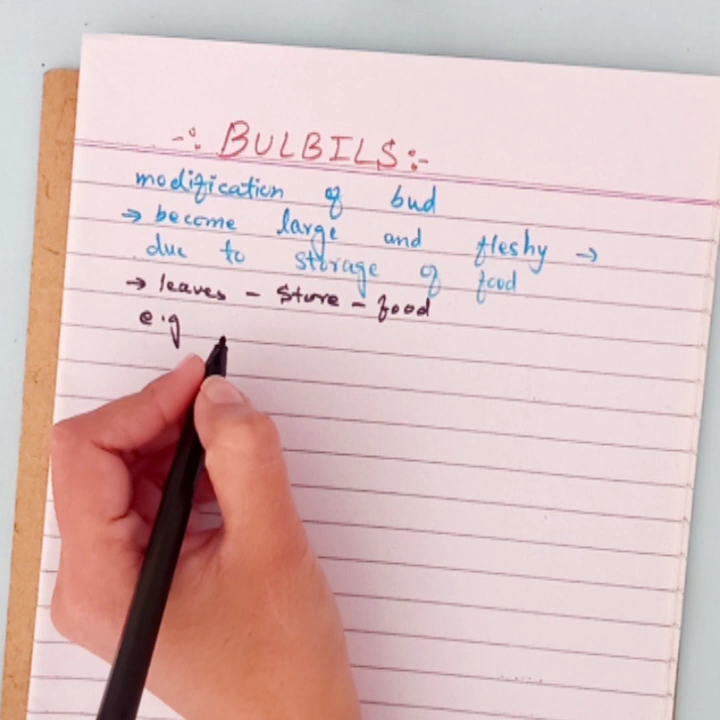 -: BULBILS:-
modification of bud
→ become large and fleshy →
due to storage of food
→ leaves - store - food
e.g